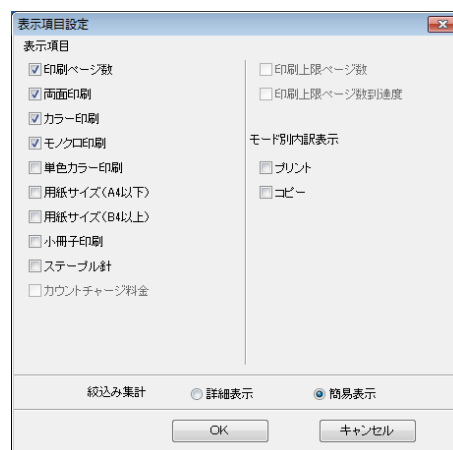 表示項目設定
表示項目
印刷ページ数
両面印刷
カラー印刷
モノクロ印刷
単色カラー印刷
用紙サイズ(A4以下)
用紙サイズ(B4以上)
小冊子印刷
ステープル針
カウントチャージ料金
印刷上限ページ数
印刷上限ページ数到達度
モード別内訳表示
プリント
コピー
絞込み集計 詳細表示 簡易表示
OK キャンセル